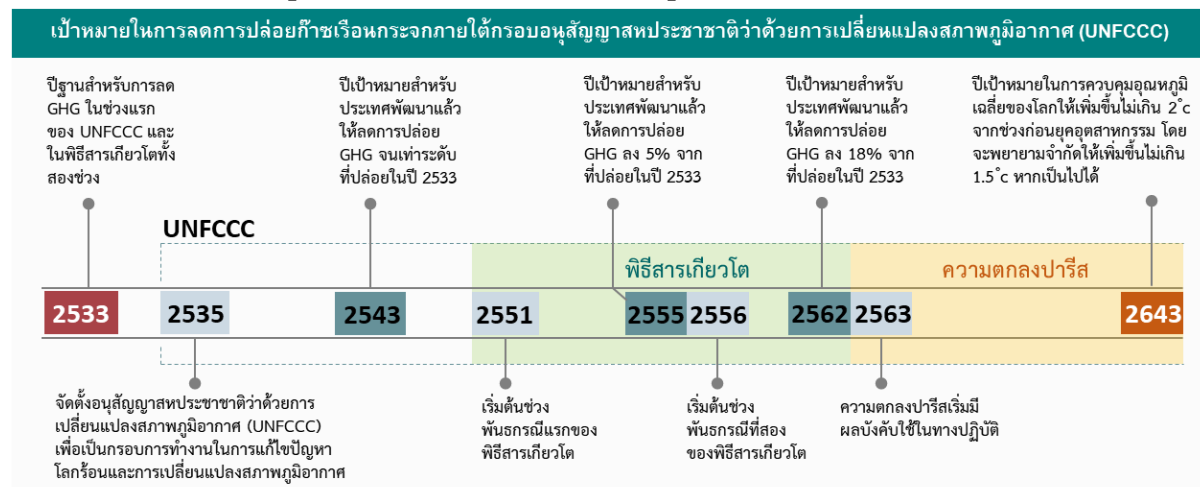 เป้าหมายในการลดการปล่อยก๊าซเรือนกระจกภายใต้กรอบอนุสัญญาสหประชาชาติว่าด้วยการเปลี่ยนแปลงสภาพภูมิอากาศ (UNFCCC)
ปีฐานสำหรับการลด
GHG ในช่วงแรก
ของ UNFCCC และ
ในพิธีสารเกียวโตทั้ง
สองช่วง
ปีเป้าหมายสำหรับ
ประเทศพัฒนาแล้ว
ให้ลดการปล่อย
GHG จนเท่าระดับ
ที่ปล่อยในปี 2533
ปีเป้าหมายสำหรับ
ประเทศพัฒนาแล้ว
ให้ลดการปล่อย
GHG ลง 5% จาก
ที่ปล่อยในปี 2533
ปีเป้าหมายสำหรับ
ประเทศพัฒนาแล้ว
ให้ลดการปล่อย
GHG ลง 18% จาก
ที่ปล่อยในปี 2533
ปีเป้าหมายในการควบคุมอุณหภูมิ
เฉลี่ยของโลกให้เพิ่มขึ้นไม่เกิน 2 ̊c
จากช่วงก่อนยุคอุตสาหกรรม โดย
จะพยายามจำกัดให้เพิ่มขึ้นไม่เกิน
1.5 ̊c หากเป็นไปได้
UNFCCC
พิธีสารเกียวโต
ความตกลงปารีส
2533
2535
2543
2551
2555
2556
2562
2563
2643
จัดตั้งอนุสัญญาสหประชาชาติว่าด้วยการ
เปลี่ยนแปลงสภาพภูมิอากาศ (UNFCCC)
เพื่อเป็นกรอบการทำงานในการแก้ไขปัญหา
โลกร้อนและการเปลี่ยนแปลงสภาพภูมิอากาศ
เริ่มต้นช่วง
พันธกรณีแรกของ
พิธีสารเกียวโต
เริ่มต้นช่วง
พันธกรณีที่สอง
ของพิธีสารเกียวโต
ความตกลงปารีสเริ่มมี
ผลบังคับใช้ในทางปฏิบัติ